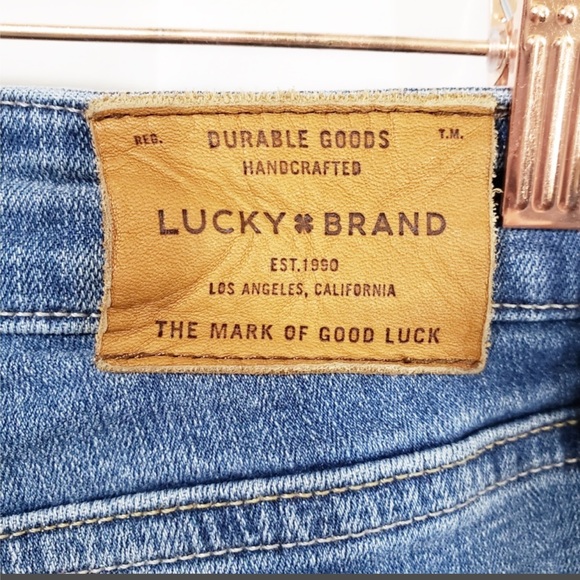 REG. DURABLE GOODS T.M.
HANDCRAFTED
LUCKY BRAND
EST.1990
LOS ANGELES, CALIFORNIA
THE MARK OF GOOD LUCK